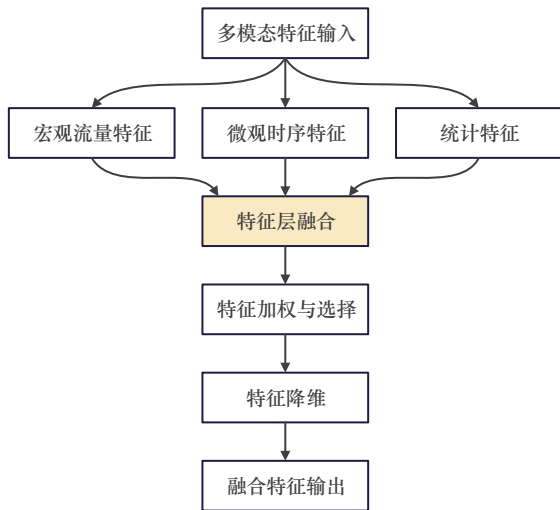 多模态特征输入
宏观流量特征
微观时序特征
统计特征
特征层融合
特征加权与选择
特征降维
融合特征输出